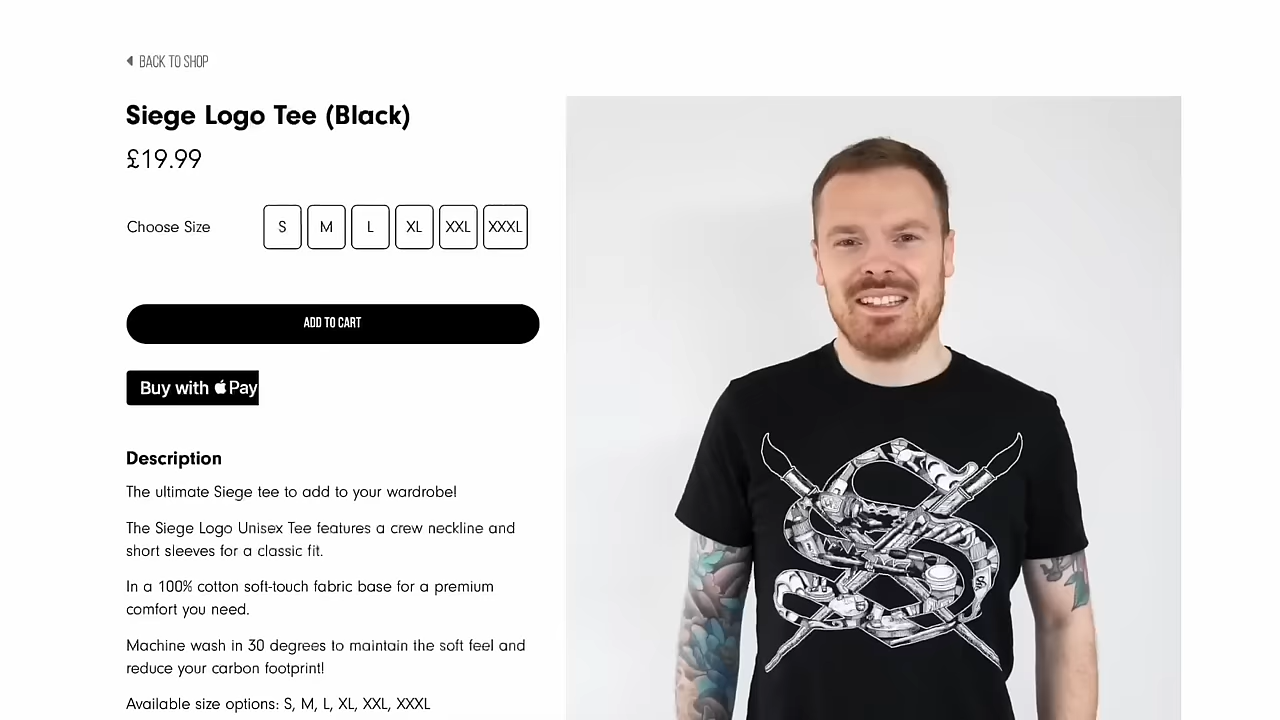 BACK TO SHOP
Siege Logo Tee (Black)
£19.99
Choose Size
S
M
L
XL
XXL
XXXL
ADD TO CART
Buy with Pay
Description
The ultimate Siege tee to add to your wardrobe!
The Siege Logo Unisex Tee features a crew neckline and
short sleeves for a classic fit.
In a 100% cotton soft-touch fabric base for a premium
comfort you need.
Machine wash in 30 degrees to maintain the soft feel and
reduce your carbon footprint!
Available size options: S, M, L, XL, XXL, XXXL